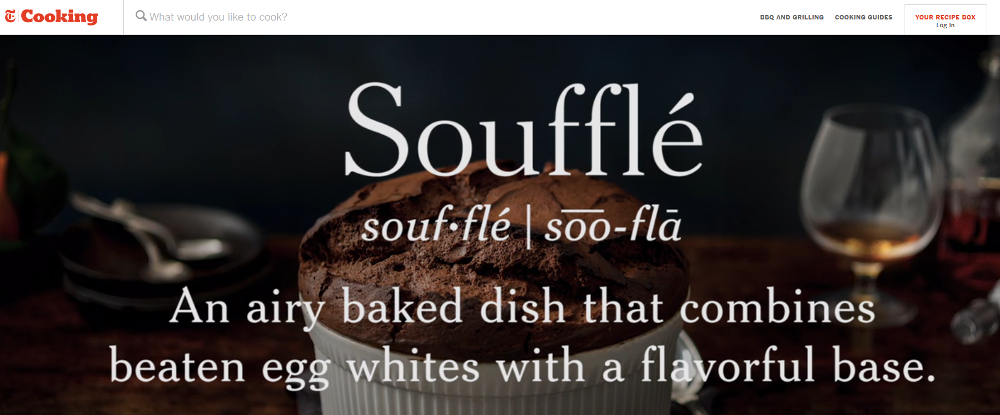 T Cooking
What would you like to cook?
BBQ AND GRILLING
COOKING GUIDES
YOUR RECIPE BOX
Log In
Soufflé
souf·flé | so͞o-flā
An airy baked dish that combines
beaten egg whites with a flavorful base.